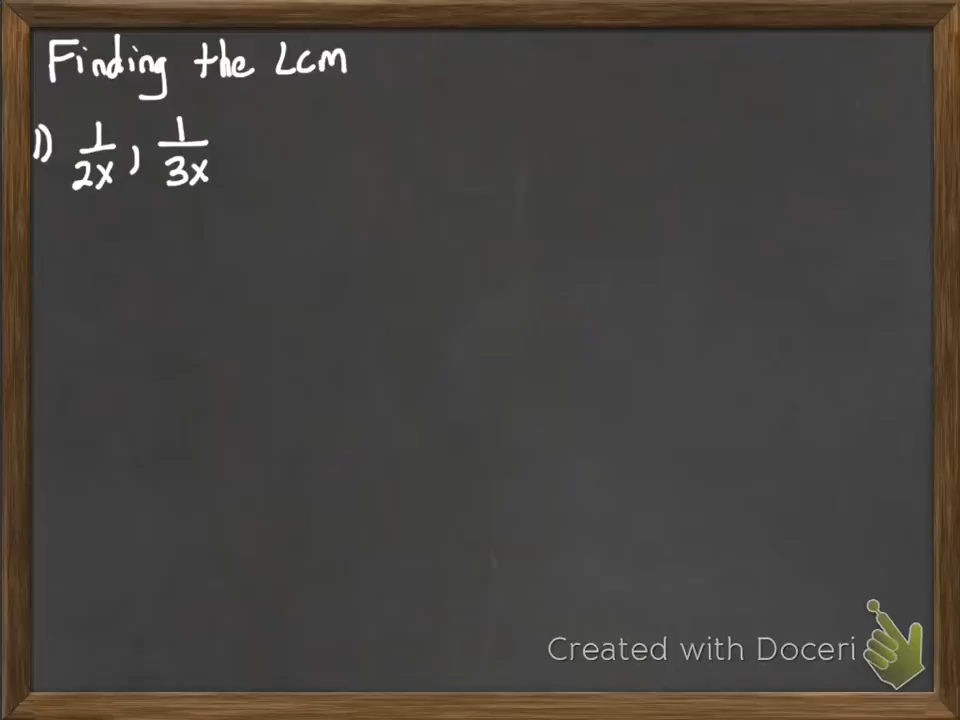 Finding the LCM
1) 1/2x, 1/3x
Created with Doceri